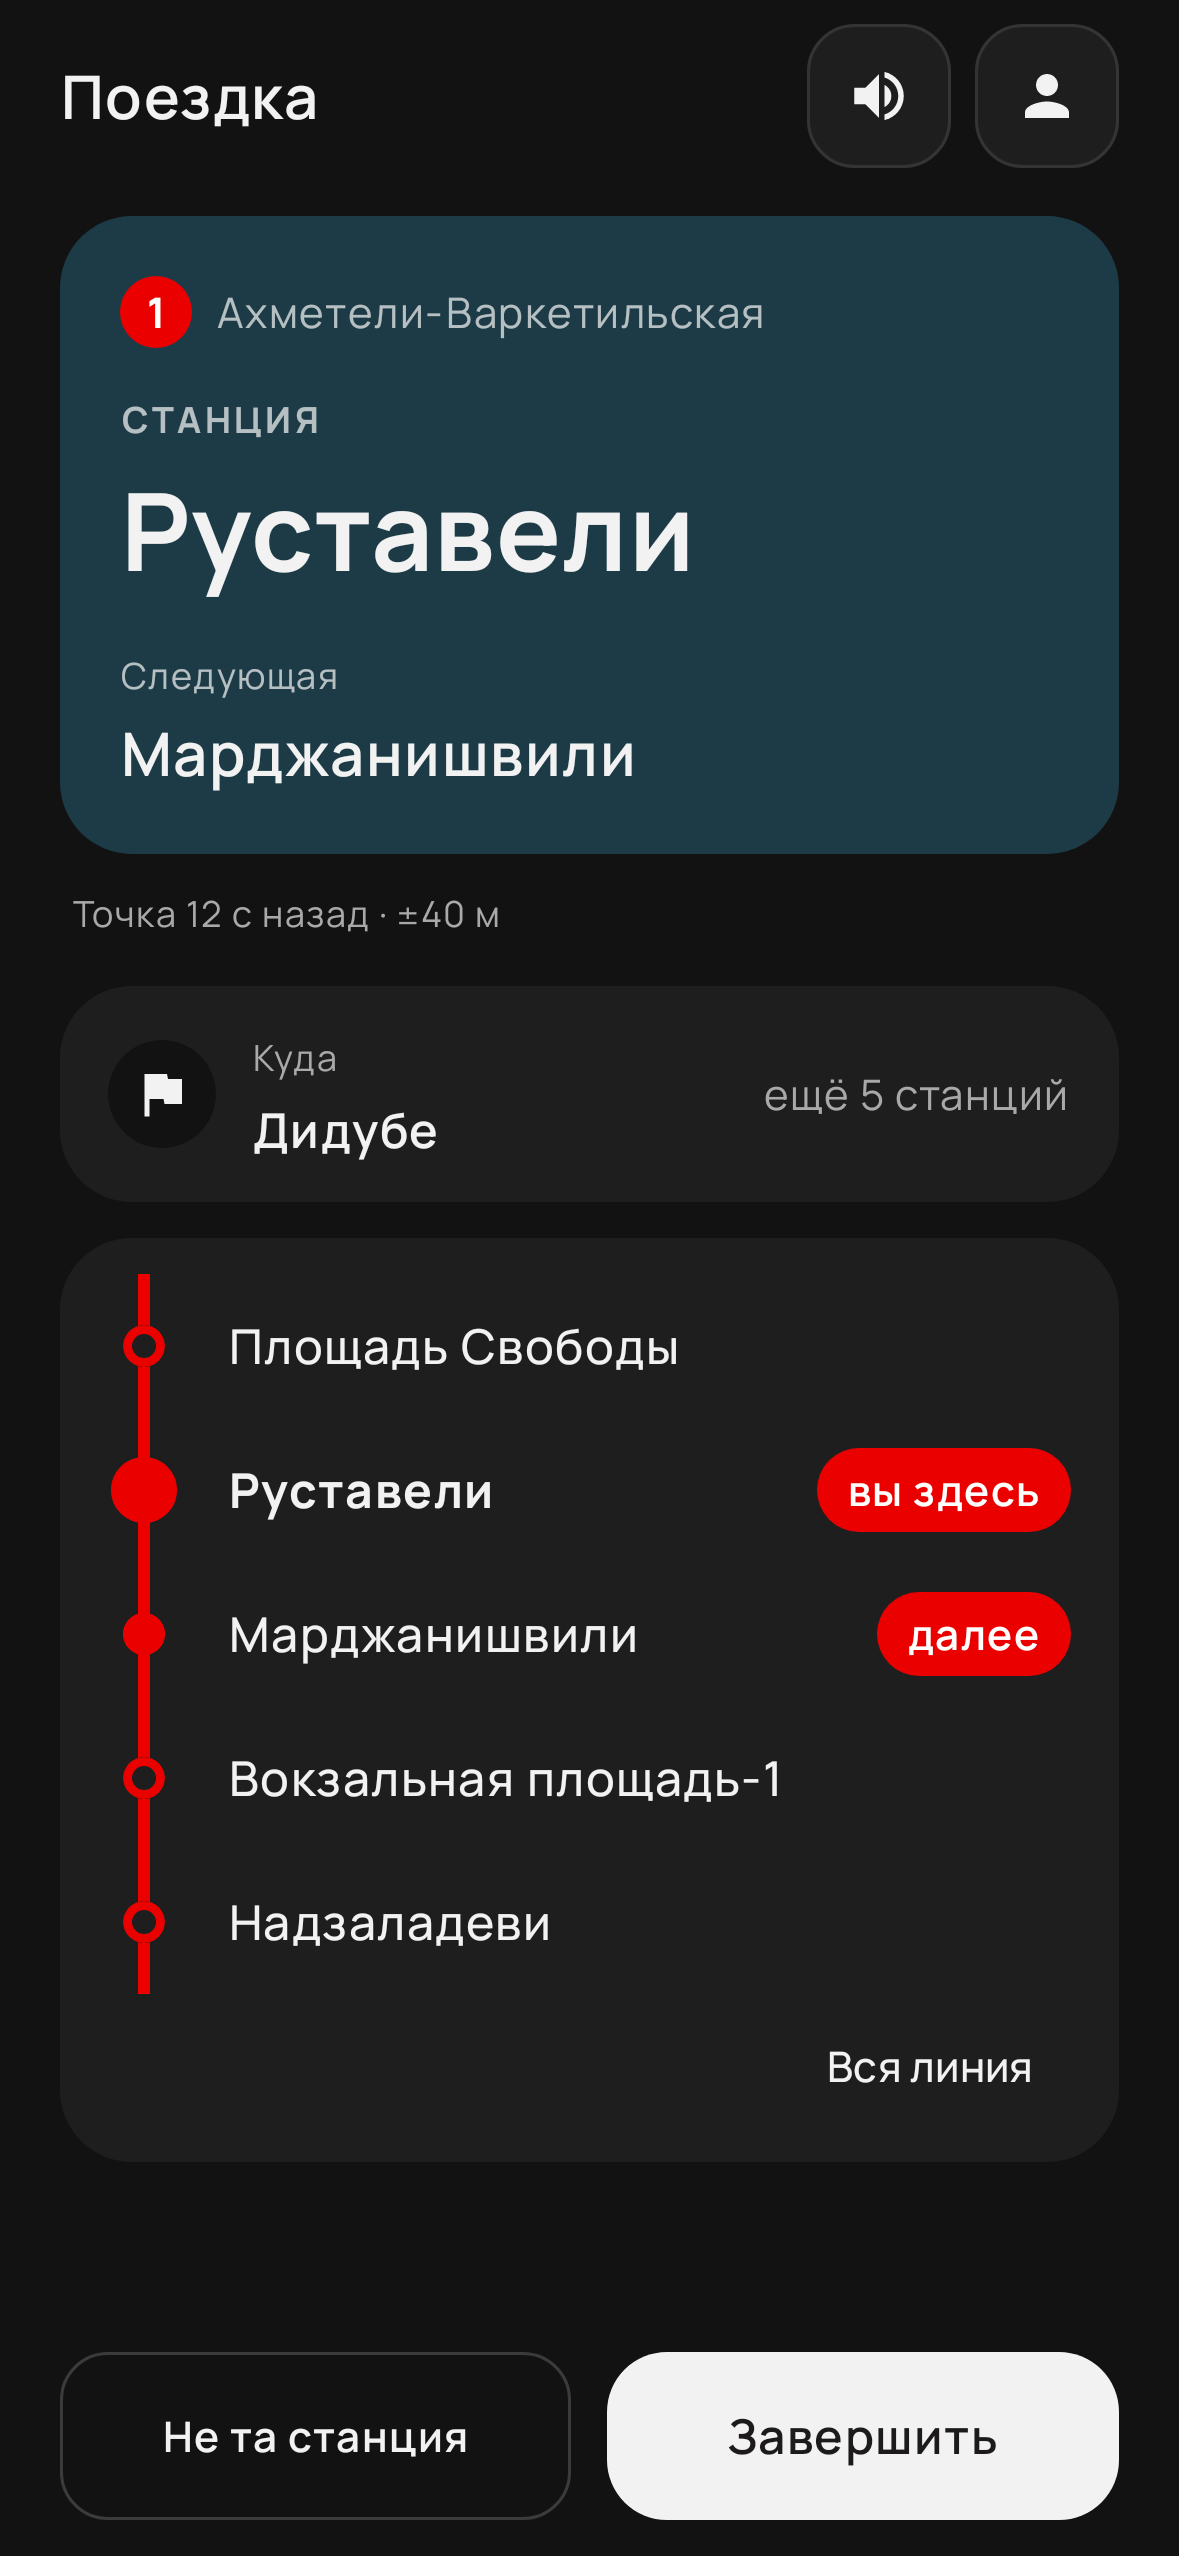 Поездка
1 Ахметели-Варкетильская
СТАНЦИЯ
Руставели
Следующая
Марджанишвили
Точка 12 с назад · ±40 м
Куда
Дидубе
ещё 5 станций
Площадь Свободы
Руставели вы здесь
Марджанишвили далее
Вокзальная площадь-1
Надзаладеви
Вся линия
Не та станция
Завершить